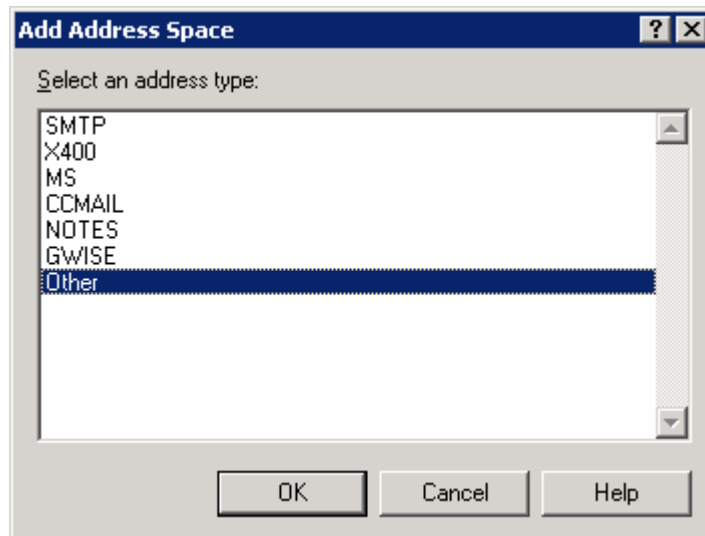 Add Address Space
Select an address type:
SMTP
X400
MS
CCMAIL
NOTES
GWISE
Other
OK Cancel Help